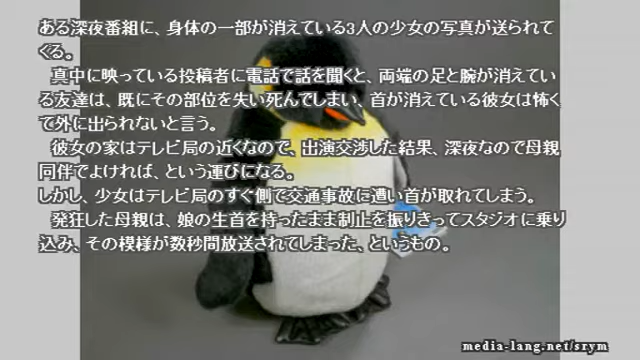 ある深夜番組に、身体の一部が消えている3人の少女の写真が送られて
くる。
真中に映っている投稿者に電話で話を聞くと、両端の足と腕が消えてい
る友達は、既にその部位を失い死んでしまい、首が消えている彼女は怖く
て外に出られないと言う。
彼女の家はテレビ局の近くなので、出演交渉した結果、深夜なので母親
同伴でよければ、という運びになる。
しかし、少女はテレビ局のすぐ側で交通事故に遭い首が取れてしまう。
発狂した母親は、娘の生首を持ったまま制止を振りきってスタジオに乗り
込み、その模様が数秒間放送されてしまった、というもの。
media-lang.net/srym